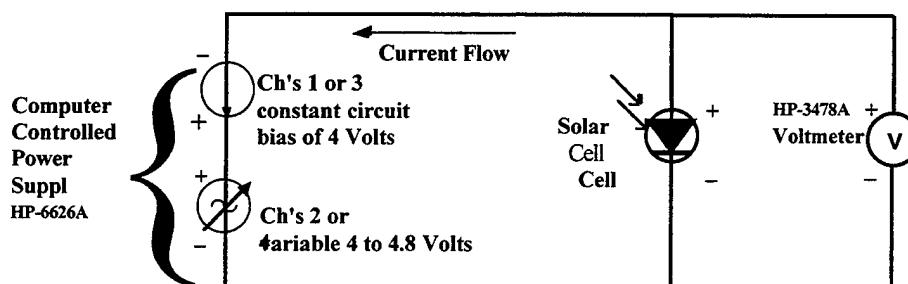 Current Flow
Ch's 1 or 3
constant circuit
bias of 4 Volts
Computer
Controlled
Power
Suppl
HP-6626A
Ch's 2 or
4ariable 4 to 4.8 Volts
Solar
Cell
Cell
HP-3478A
Voltmeter
V
−
+
+
−
+
−
+
−